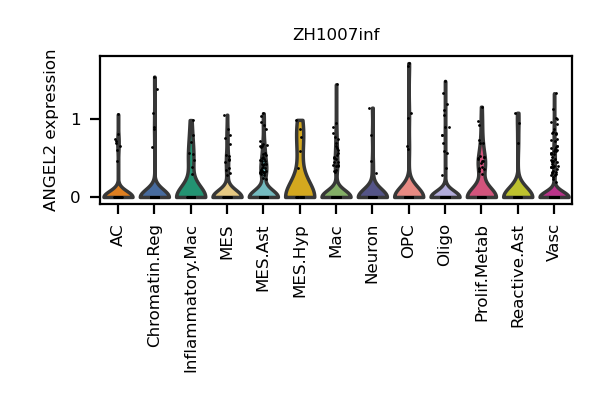 ZH1007inf
ANGEL2 expression
1
0
AC
Chromatin.Reg
Inflammatory.Mac
MES
MES.Ast
MES.Hyp
Mac
Neuron
OPC
Oligo
Prolif.Metab
Reactive.Ast
Vasc